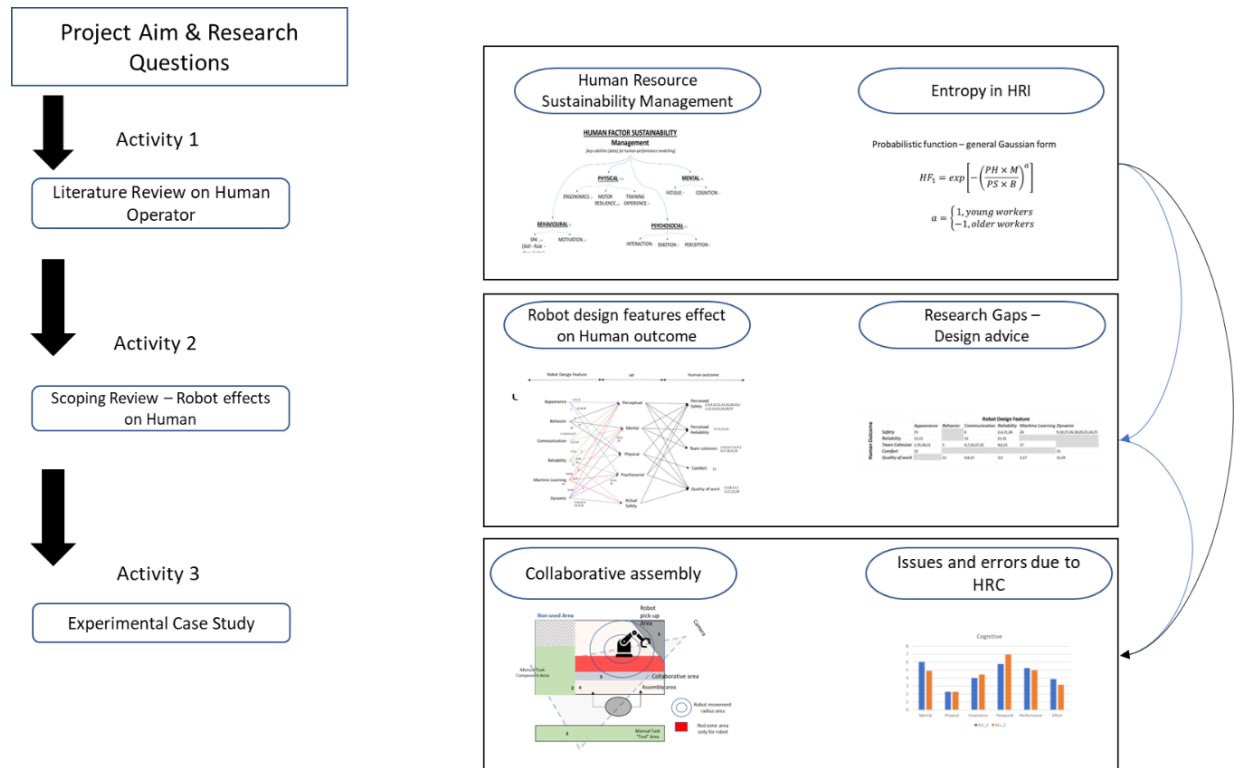 Project Aim & Research
Questions
Activity 1
Literature Review on Human
Operator
Activity 2
Scoping Review – Robot effects
on Human
Activity 3
Experimental Case Study
Human Resource
Sustainability Management
HUMAN FACTOR SUSTAINABILITY
Management
PHYSICAL
MENTAL
ERGONOMICS
MOTOR
RESILIENCE
TRAINING
EXPERIENCE
FATIGUE
COGNITION
BEHAVIOURAL
PSYCHOSOCIAL
MOTIVATION
(Skill - Rule -
INTERACTION
EMOTION
PERCEPTION
Entropy in HRI
Probabilistic function – general Gaussian form
HF₁ = exp[−((PH × M)/(PS × B))ᵃ]
a = { 1, young workers
−1, older workers
Robot design features effect
on Human outcome
Robot Design Feature
HF
Human outcome
Appearance
Behavior
Communication
Reliability
Machine Learning
Dynamic
Perceptual
Mental
Physical
Psychosocial
Actual
Safety
Perceived
Safety
Perceived
Reliability
Team cohesion
Comfort
Quality of work
Research Gaps –
Design advice
Robot Design Feature
Appearance Behavior Communication Reliability Machine Learning Dynamic
Human Outcome
Safety
Reliability
Team Cohesion
Comfort
Quality of work
Collaborative assembly
Non-used Area
Robot
pick-up
Area
Camera
Manual Task
Component Area
Collaborative area
Assembly area
3
4
2
Robot movement
radius area
Red zone area
only for robot
Manual Task
"Test" Area
Issues and errors due to
HRC
Cognitive
Mental Physical Frustration Temporal Performance Effort